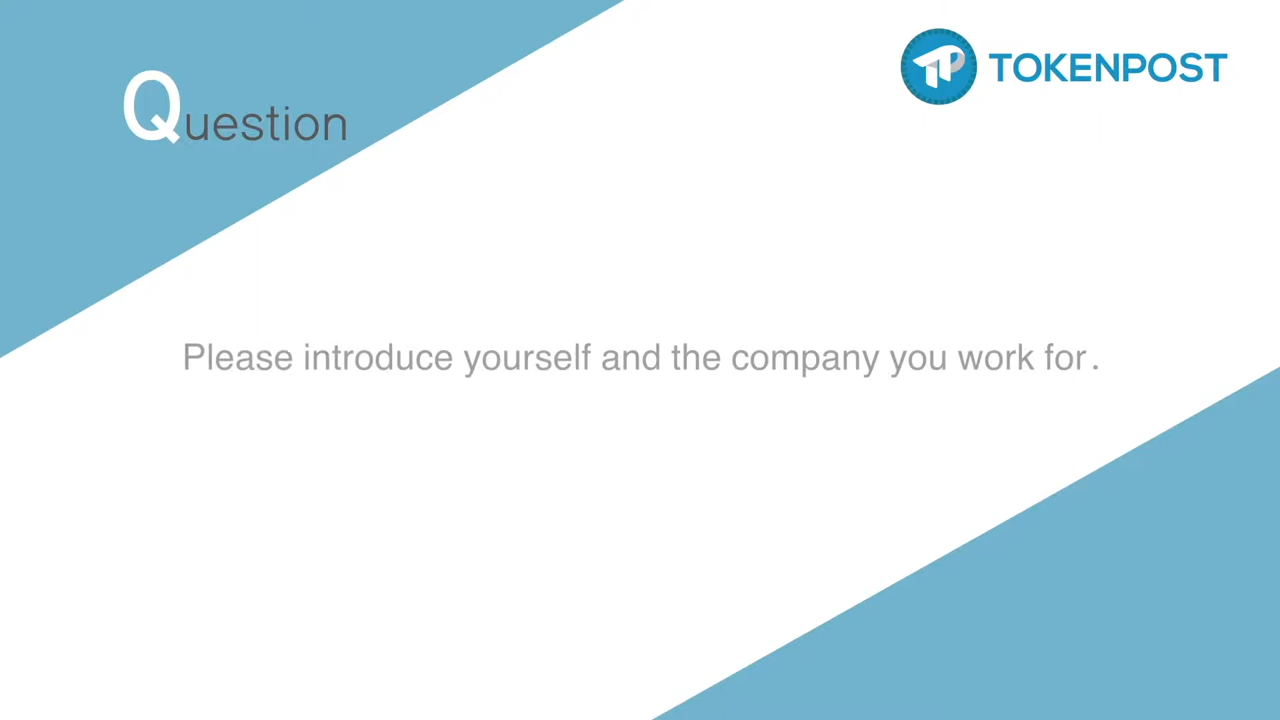 Question
TOKENPOST
Please introduce yourself and the company you work for.